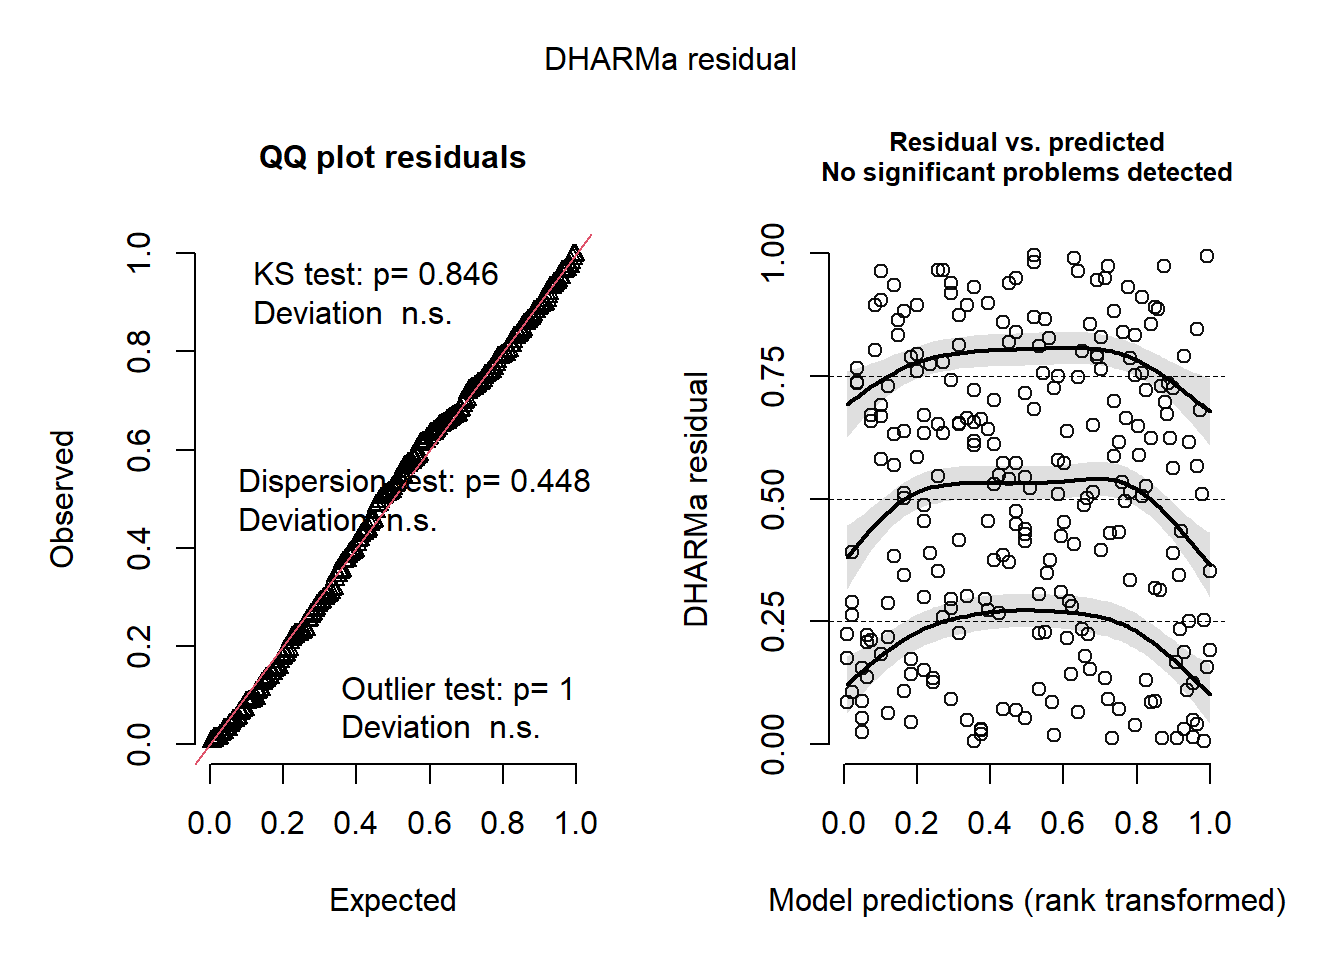 DHARMa residual
QQ plot residuals
KS test: p= 0.846
Deviation  n.s.
Dispersion test: p= 0.448
Deviation  n.s.
Outlier test: p= 1
Deviation  n.s.
Observed
0.0 0.2 0.4 0.6 0.8 1.0
0.0 0.2 0.4 0.6 0.8 1.0
Expected
Residual vs. predicted
No significant problems detected
DHARMa residual
0.00 0.25 0.50 0.75 1.00
0.0 0.2 0.4 0.6 0.8 1.0
Model predictions (rank transformed)